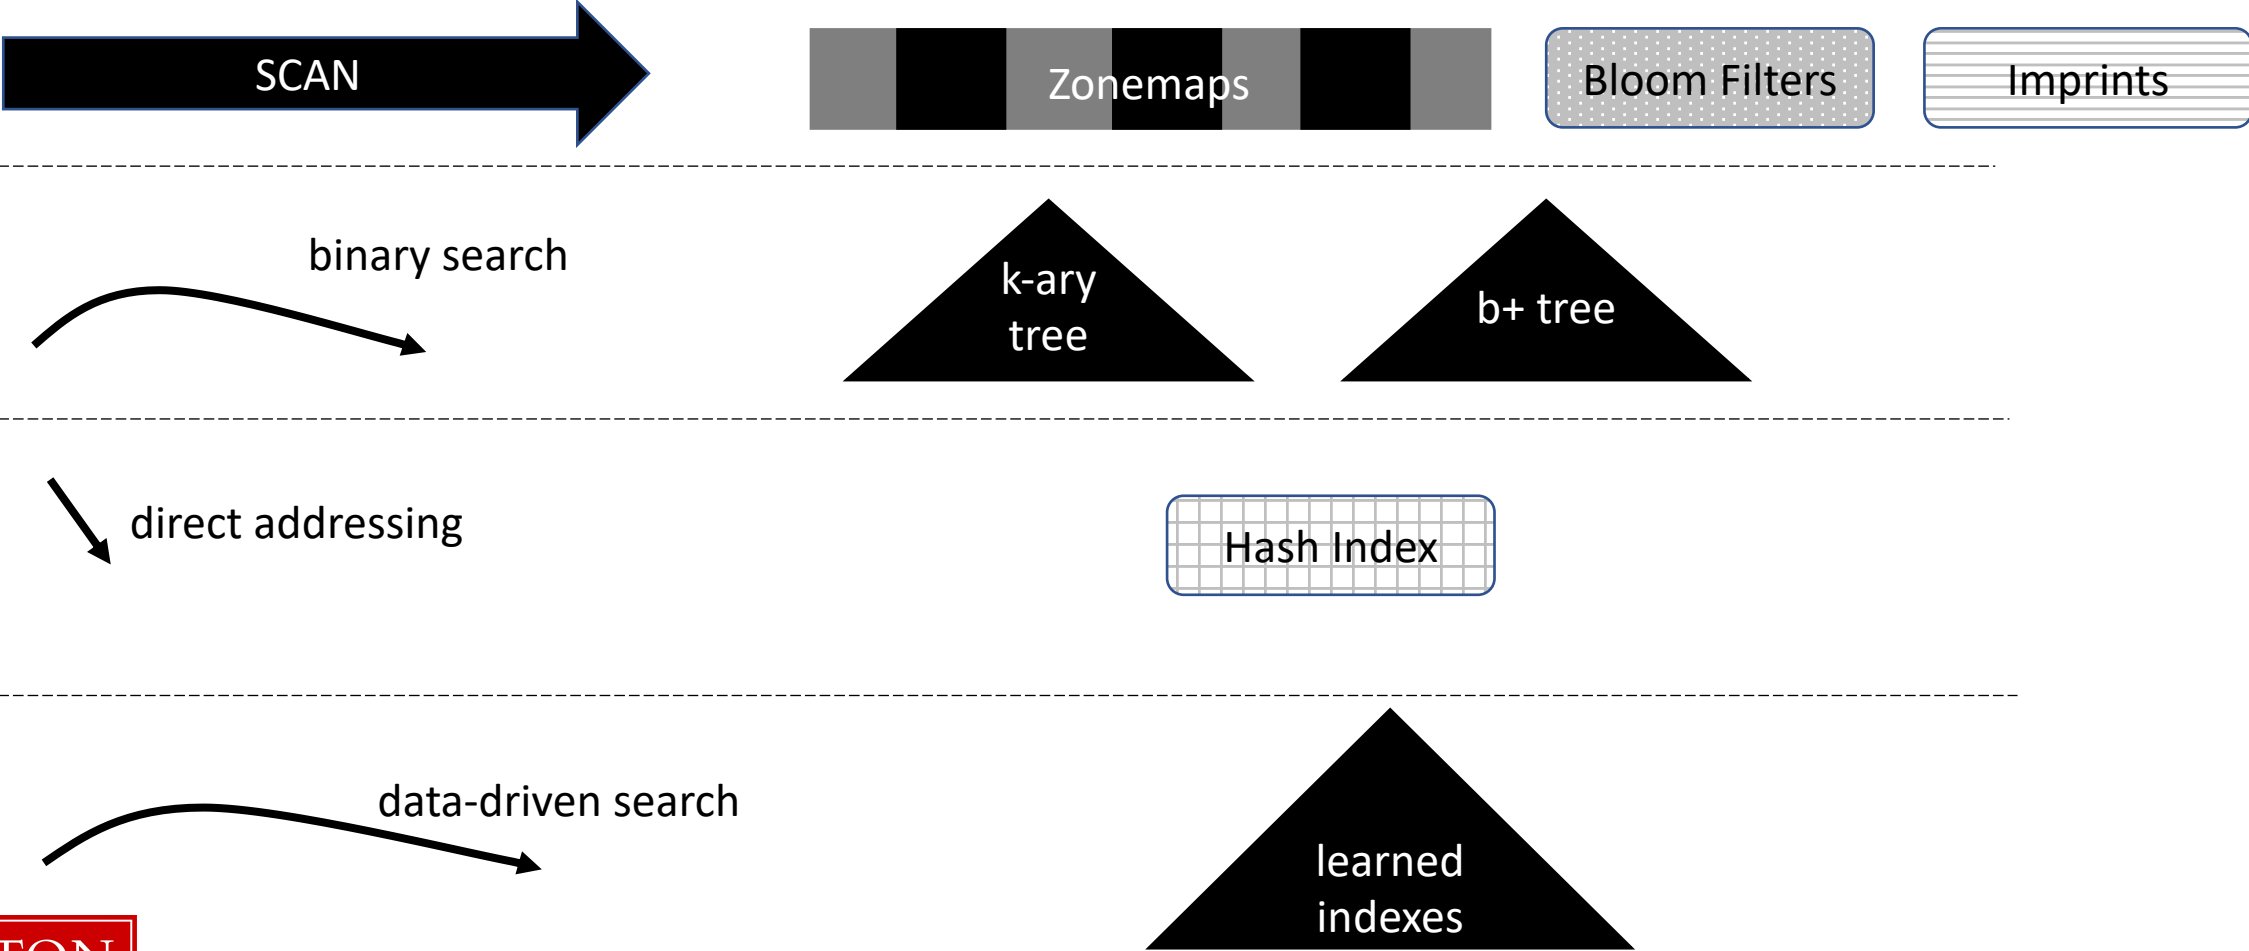 SCAN
Zonemaps
Bloom Filters
Imprints
binary search
k-ary
tree
b+ tree
direct addressing
Hash Index
data-driven search
learned
indexes
TON